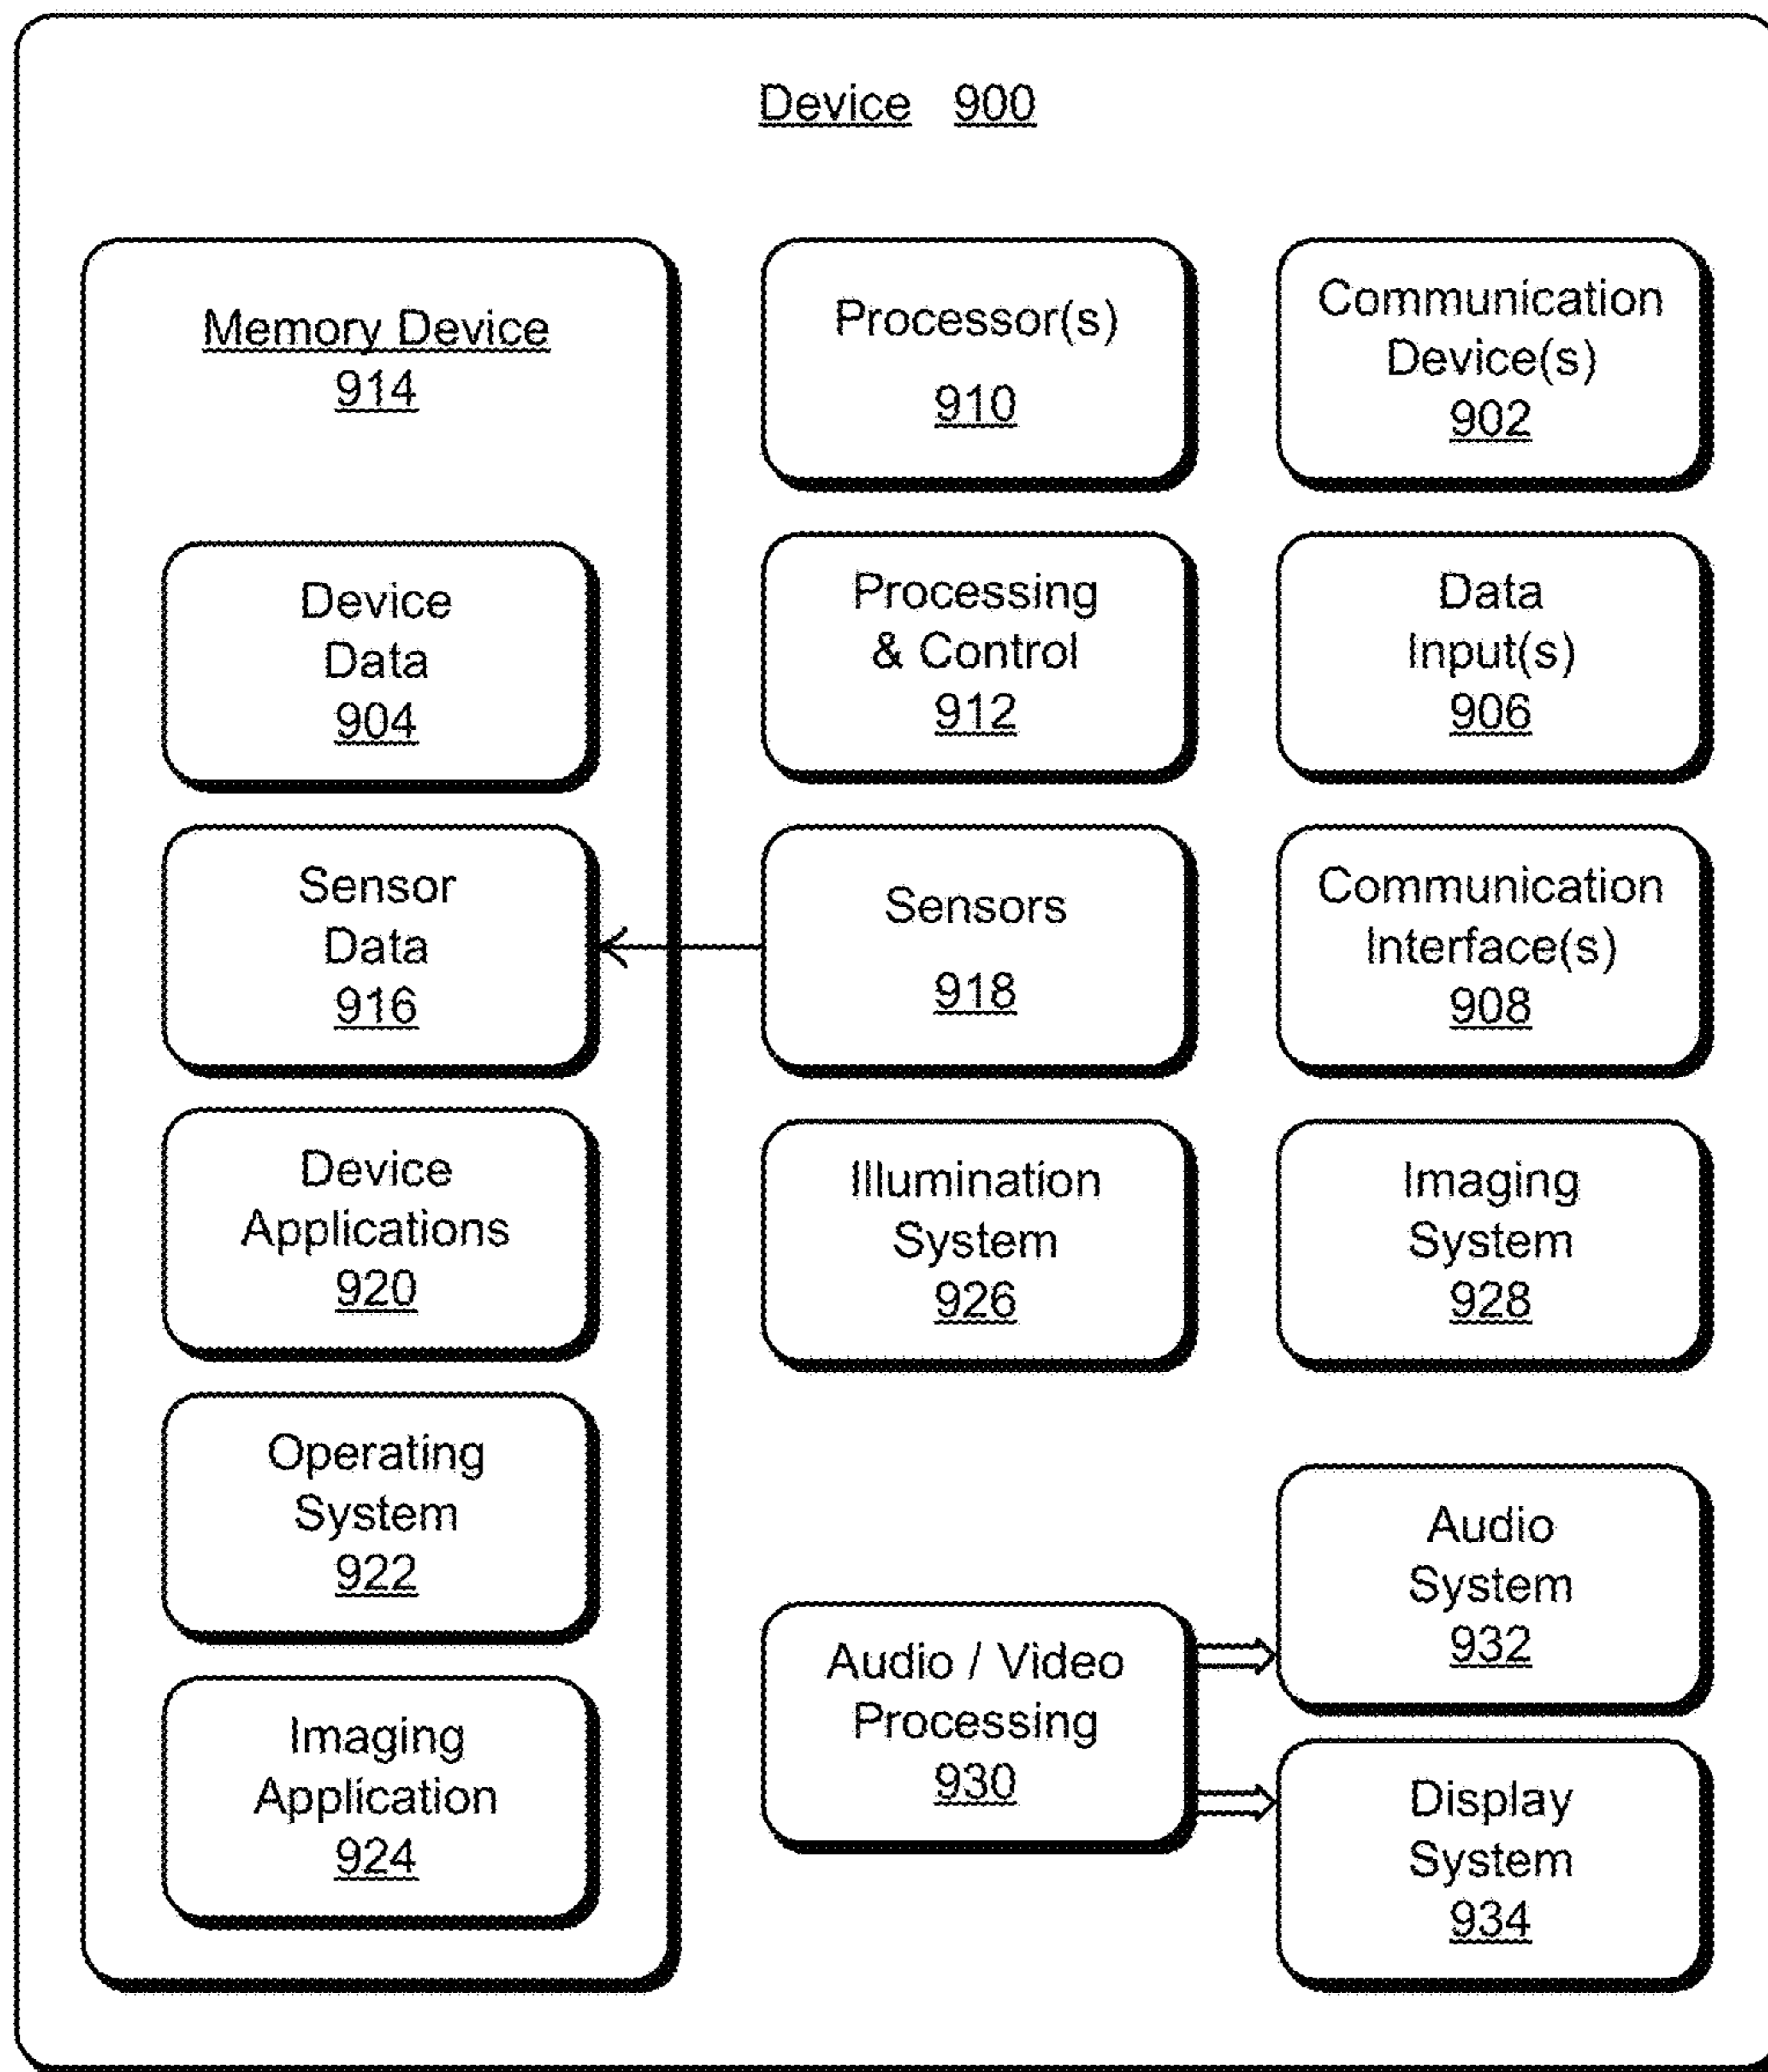 Device 900
Memory Device
914
Device
Data
904
Sensor
Data
916
Device
Applications
920
Operating
System
922
Imaging
Application
924
Processor(s)
910
Processing
& Control
912
Sensors
918
Illumination
System
926
Audio / Video
Processing
930
Communication
Device(s)
902
Data
Input(s)
906
Communication
Interface(s)
908
Imaging
System
928
Audio
System
932
Display
System
934